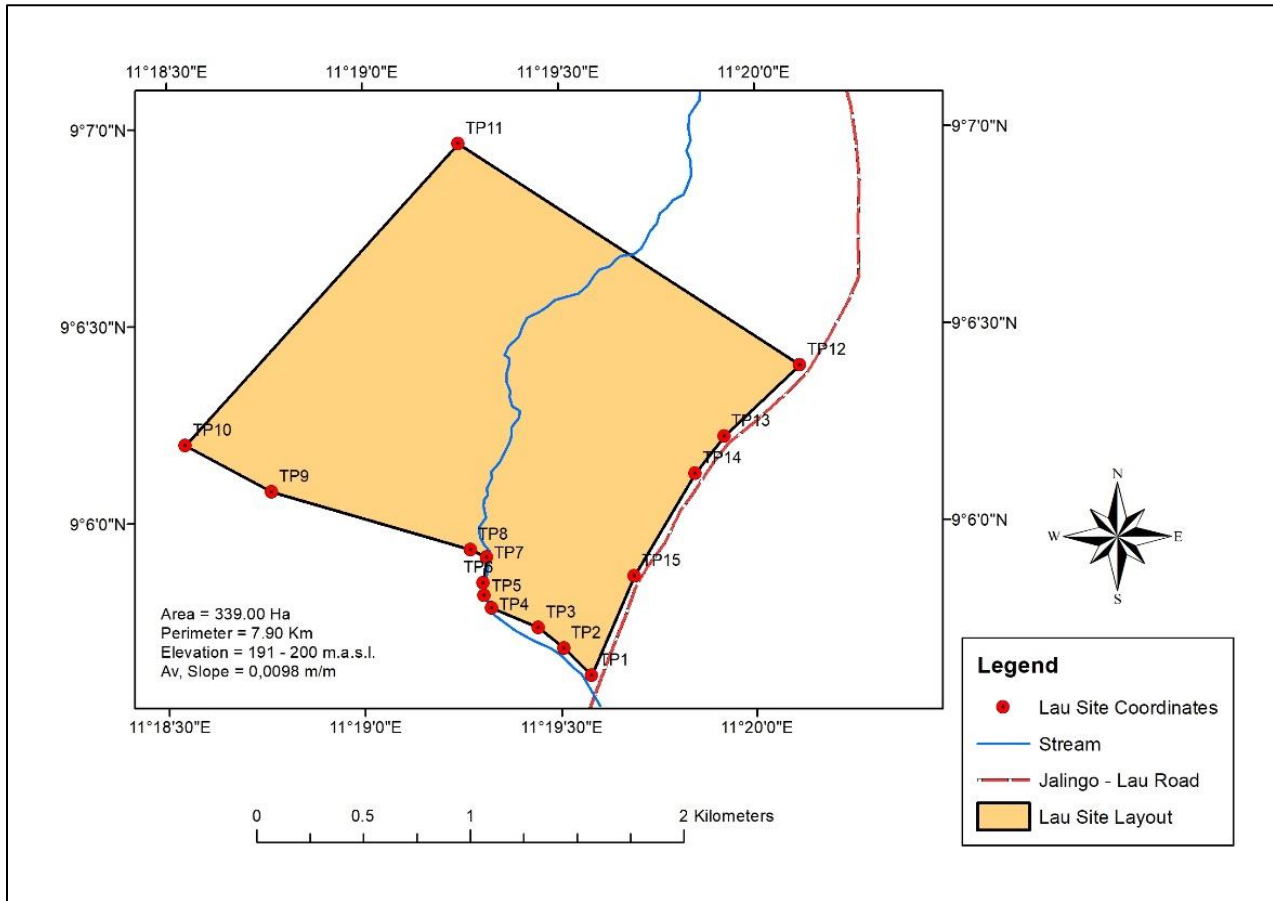 11°18'30"E 11°19'0"E 11°19'30"E 11°20'0"E
9°7'0"N
9°7'0"N
TP11
9°6'30"N
9°6'30"N
TP12
TP13
TP10
TP14
TP9
9°6'0"N
9°6'0"N
TP8
TP7
TP6
TP15
TP5
TP4
TP3
TP2
TP1
Area = 339.00 Ha
Perimeter = 7.90 Km
Elevation = 191 - 200 m.a.s.l.
Av, Slope = 0,0098 m/m
11°18'30"E 11°19'0"E 11°19'30"E 11°20'0"E
N
W E
S
0 0.5 1 2 Kilometers
Legend
Lau Site Coordinates
Stream
Jalingo - Lau Road
Lau Site Layout